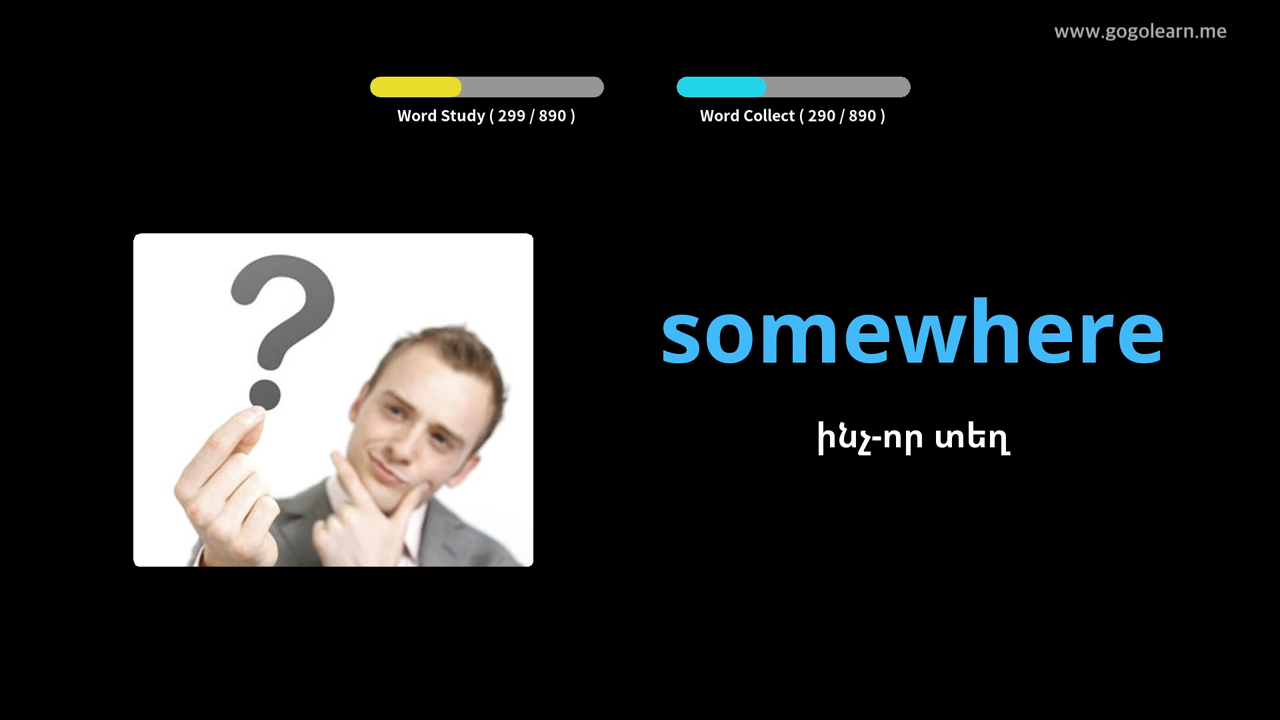 www.gogolearn.me
Word Study ( 299 / 890 )
Word Collect ( 290 / 890 )
somewhere
ինչ-որ տեղ